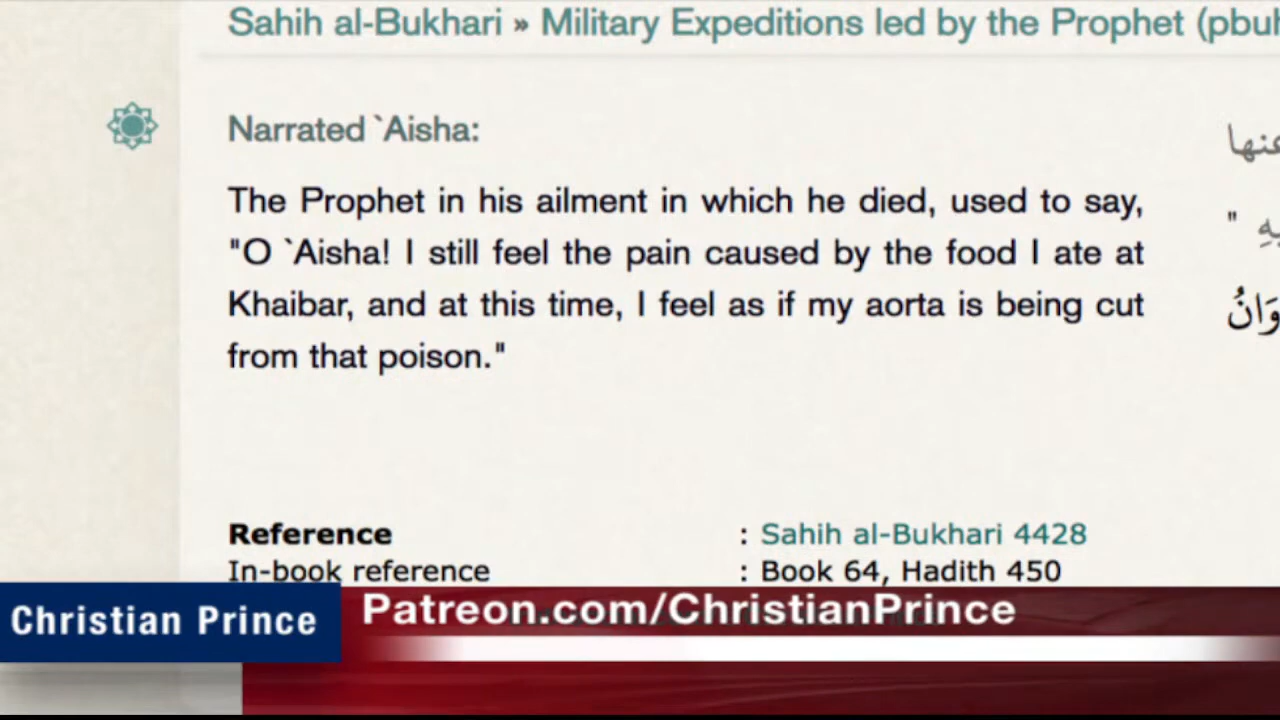 Sahih al-Bukhari » Military Expeditions led by the Prophet (pbuh
Narrated `Aisha:
عنها
The Prophet in his ailment in which he died, used to say,
"O `Aisha! I still feel the pain caused by the food I ate at
Khaibar, and at this time, I feel as if my aorta is being cut
from that poison."
Reference : Sahih al-Bukhari 4428
In-book reference : Book 64, Hadith 450
Christian Prince
Patreon.com/ChristianPrince